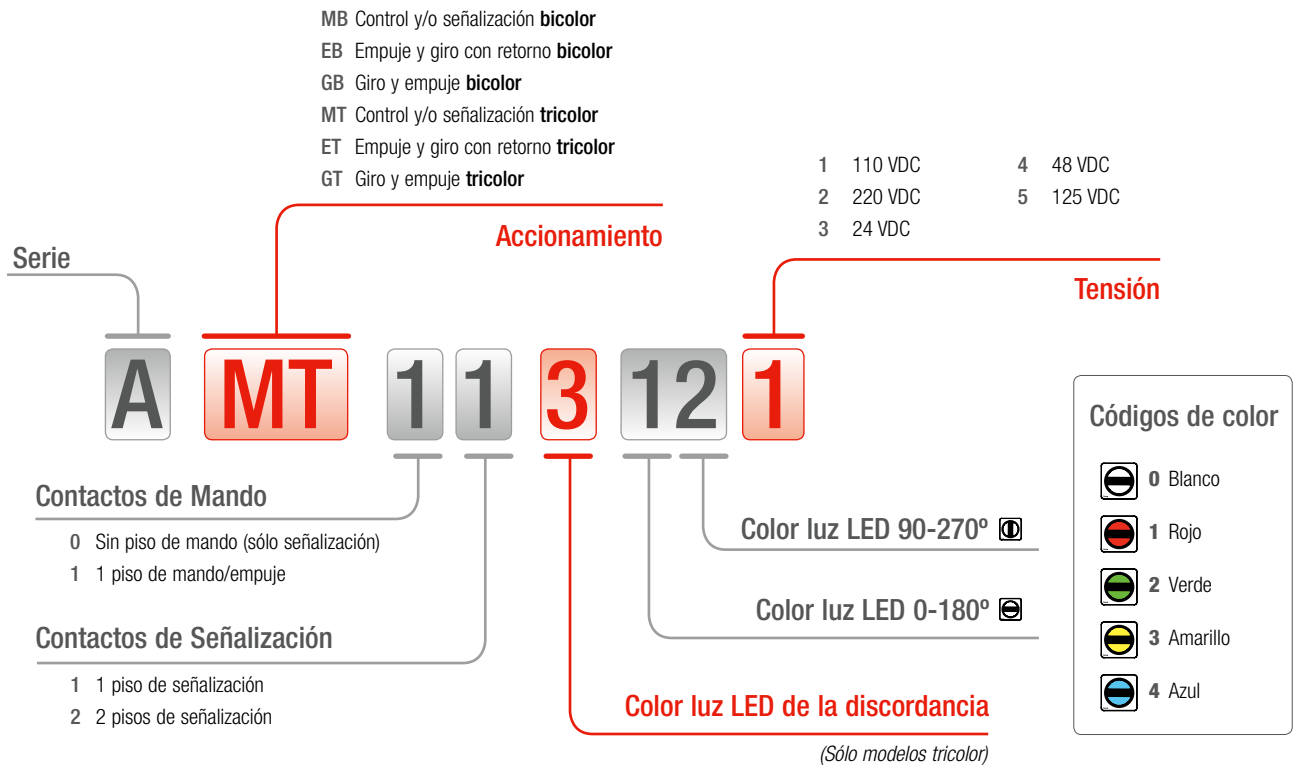 MB Control y/o señalización bicolor
EB Empuje y giro con retorno bicolor
GB Giro y empuje bicolor
MT Control y/o señalización tricolor
ET Empuje y giro con retorno tricolor
GT Giro y empuje tricolor
Accionamiento
1 110 VDC
2 220 VDC
3 24 VDC
4 48 VDC
5 125 VDC
Tensión
Serie
A MT 1 1 3 12 1
Contactos de Mando
0 Sin piso de mando (sólo señalización)
1 1 piso de mando/empuje
Contactos de Señalización
1 1 piso de señalización
2 2 pisos de señalización
Color luz LED 90-270º
Color luz LED 0-180º
Color luz LED de la discordancia
(Sólo modelos tricolor)
Códigos de color
0 Blanco
1 Rojo
2 Verde
3 Amarillo
4 Azul